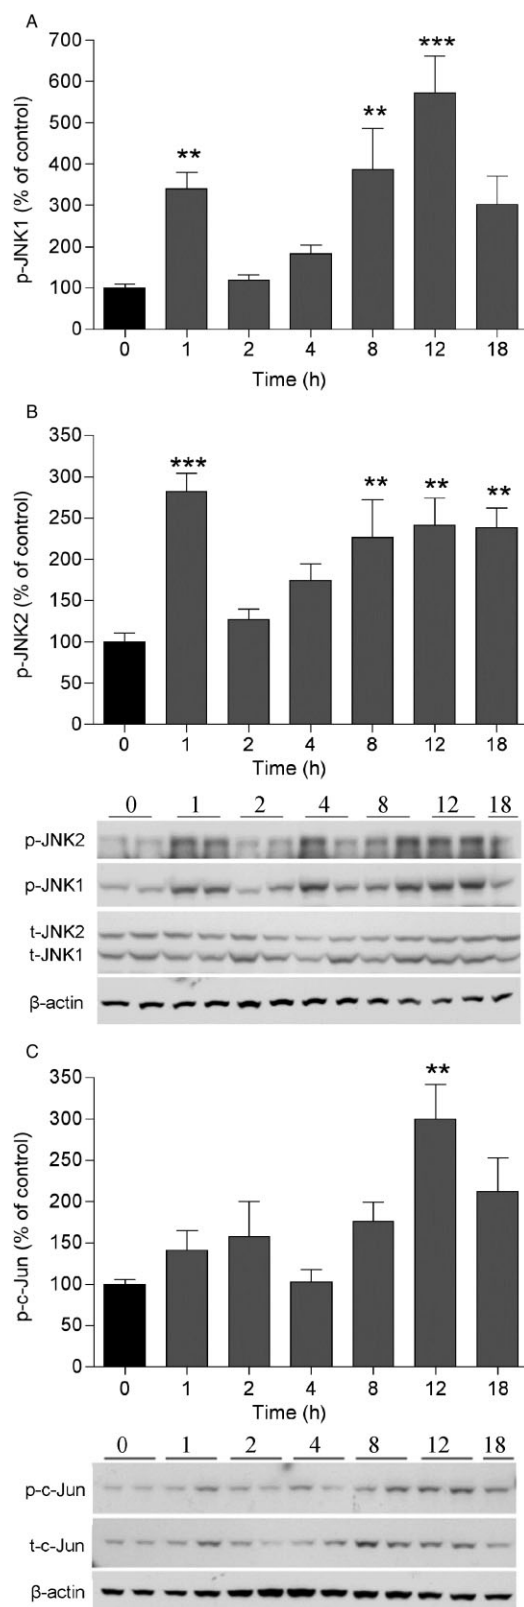 A
p-JNK1 (% of control)
700
600
500
400
300
200
100
0
** ** ***
0 1 2 4 8 12 18
Time (h)
B
p-JNK2 (% of control)
350
300
250
200
150
100
50
0
*** ** ** **
0 1 2 4 8 12 18
Time (h)
0 1 2 4 8 12 18
p-JNK2
p-JNK1
t-JNK2
t-JNK1
β-actin
C
p-c-Jun (% of control)
350
300
250
200
150
100
50
0
**
0 1 2 4 8 12 18
Time (h)
0 1 2 4 8 12 18
p-c-Jun
t-c-Jun
β-actin